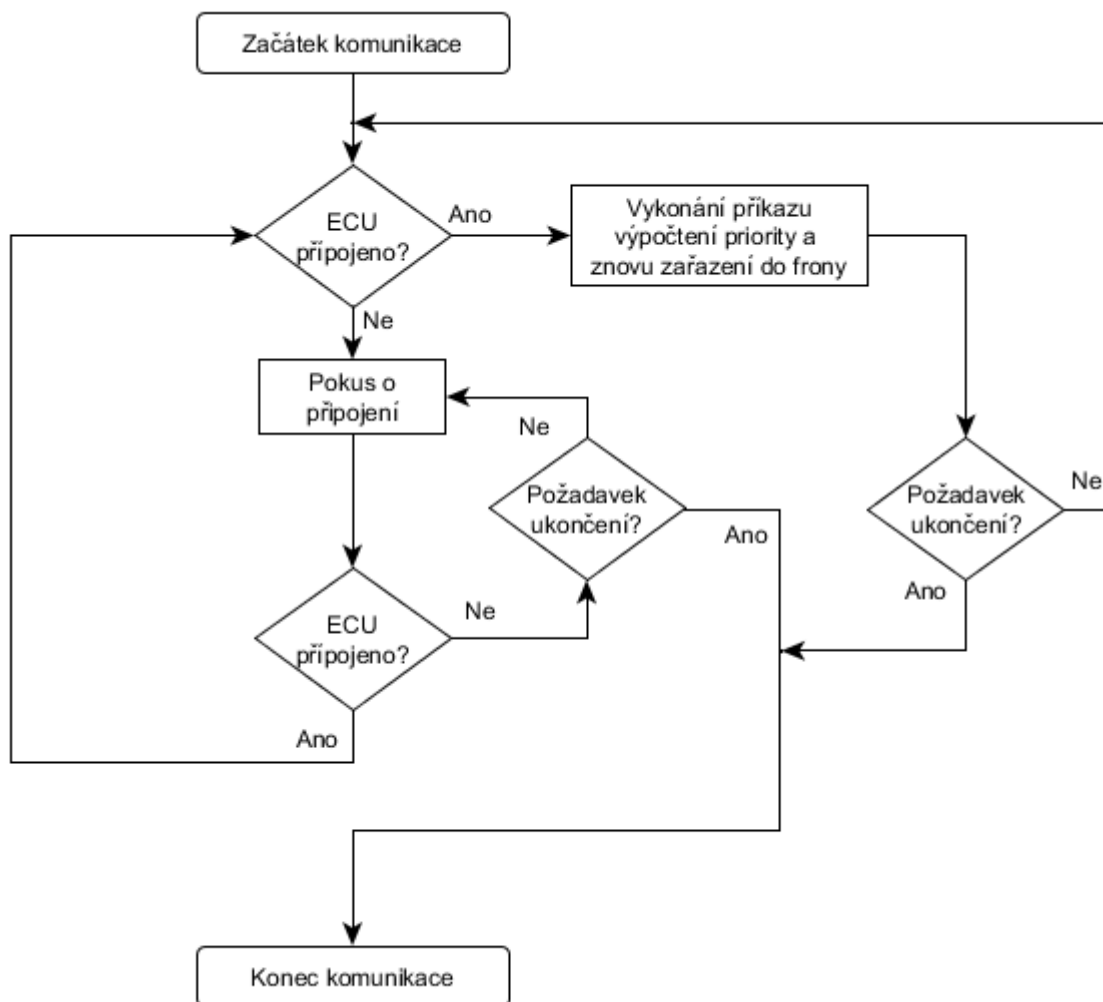 Začátek komunikace
ECU
připojeno?
Ano
Vykonání příkazu
výpočtení priority a
znovu zařazení do frony
Ne
Pokus o
připojení
Ne
Požadavek
ukončení?
Ano
Požadavek
ukončení?
Ne
Ano
ECU
připojeno?
Ne
Ano
Konec komunikace